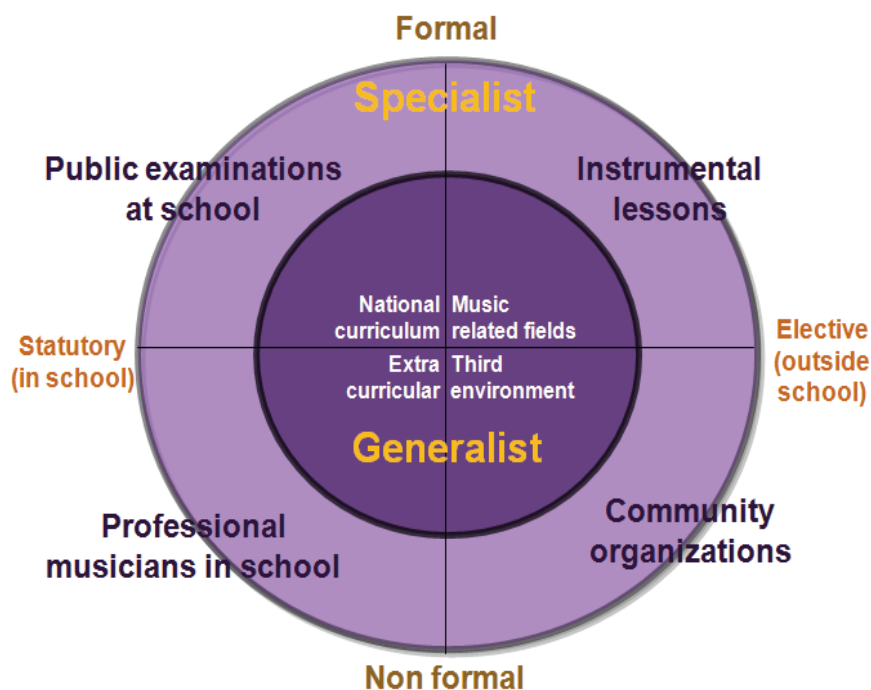 Formal
Specialist
Public examinations
at school
Instrumental
lessons
National
curriculum
Music
related fields
Statutory
(in school)
Elective
(outside
school)
Extra
curricular
Third
environment
Generalist
Professional
musicians in school
Community
organizations
Non formal